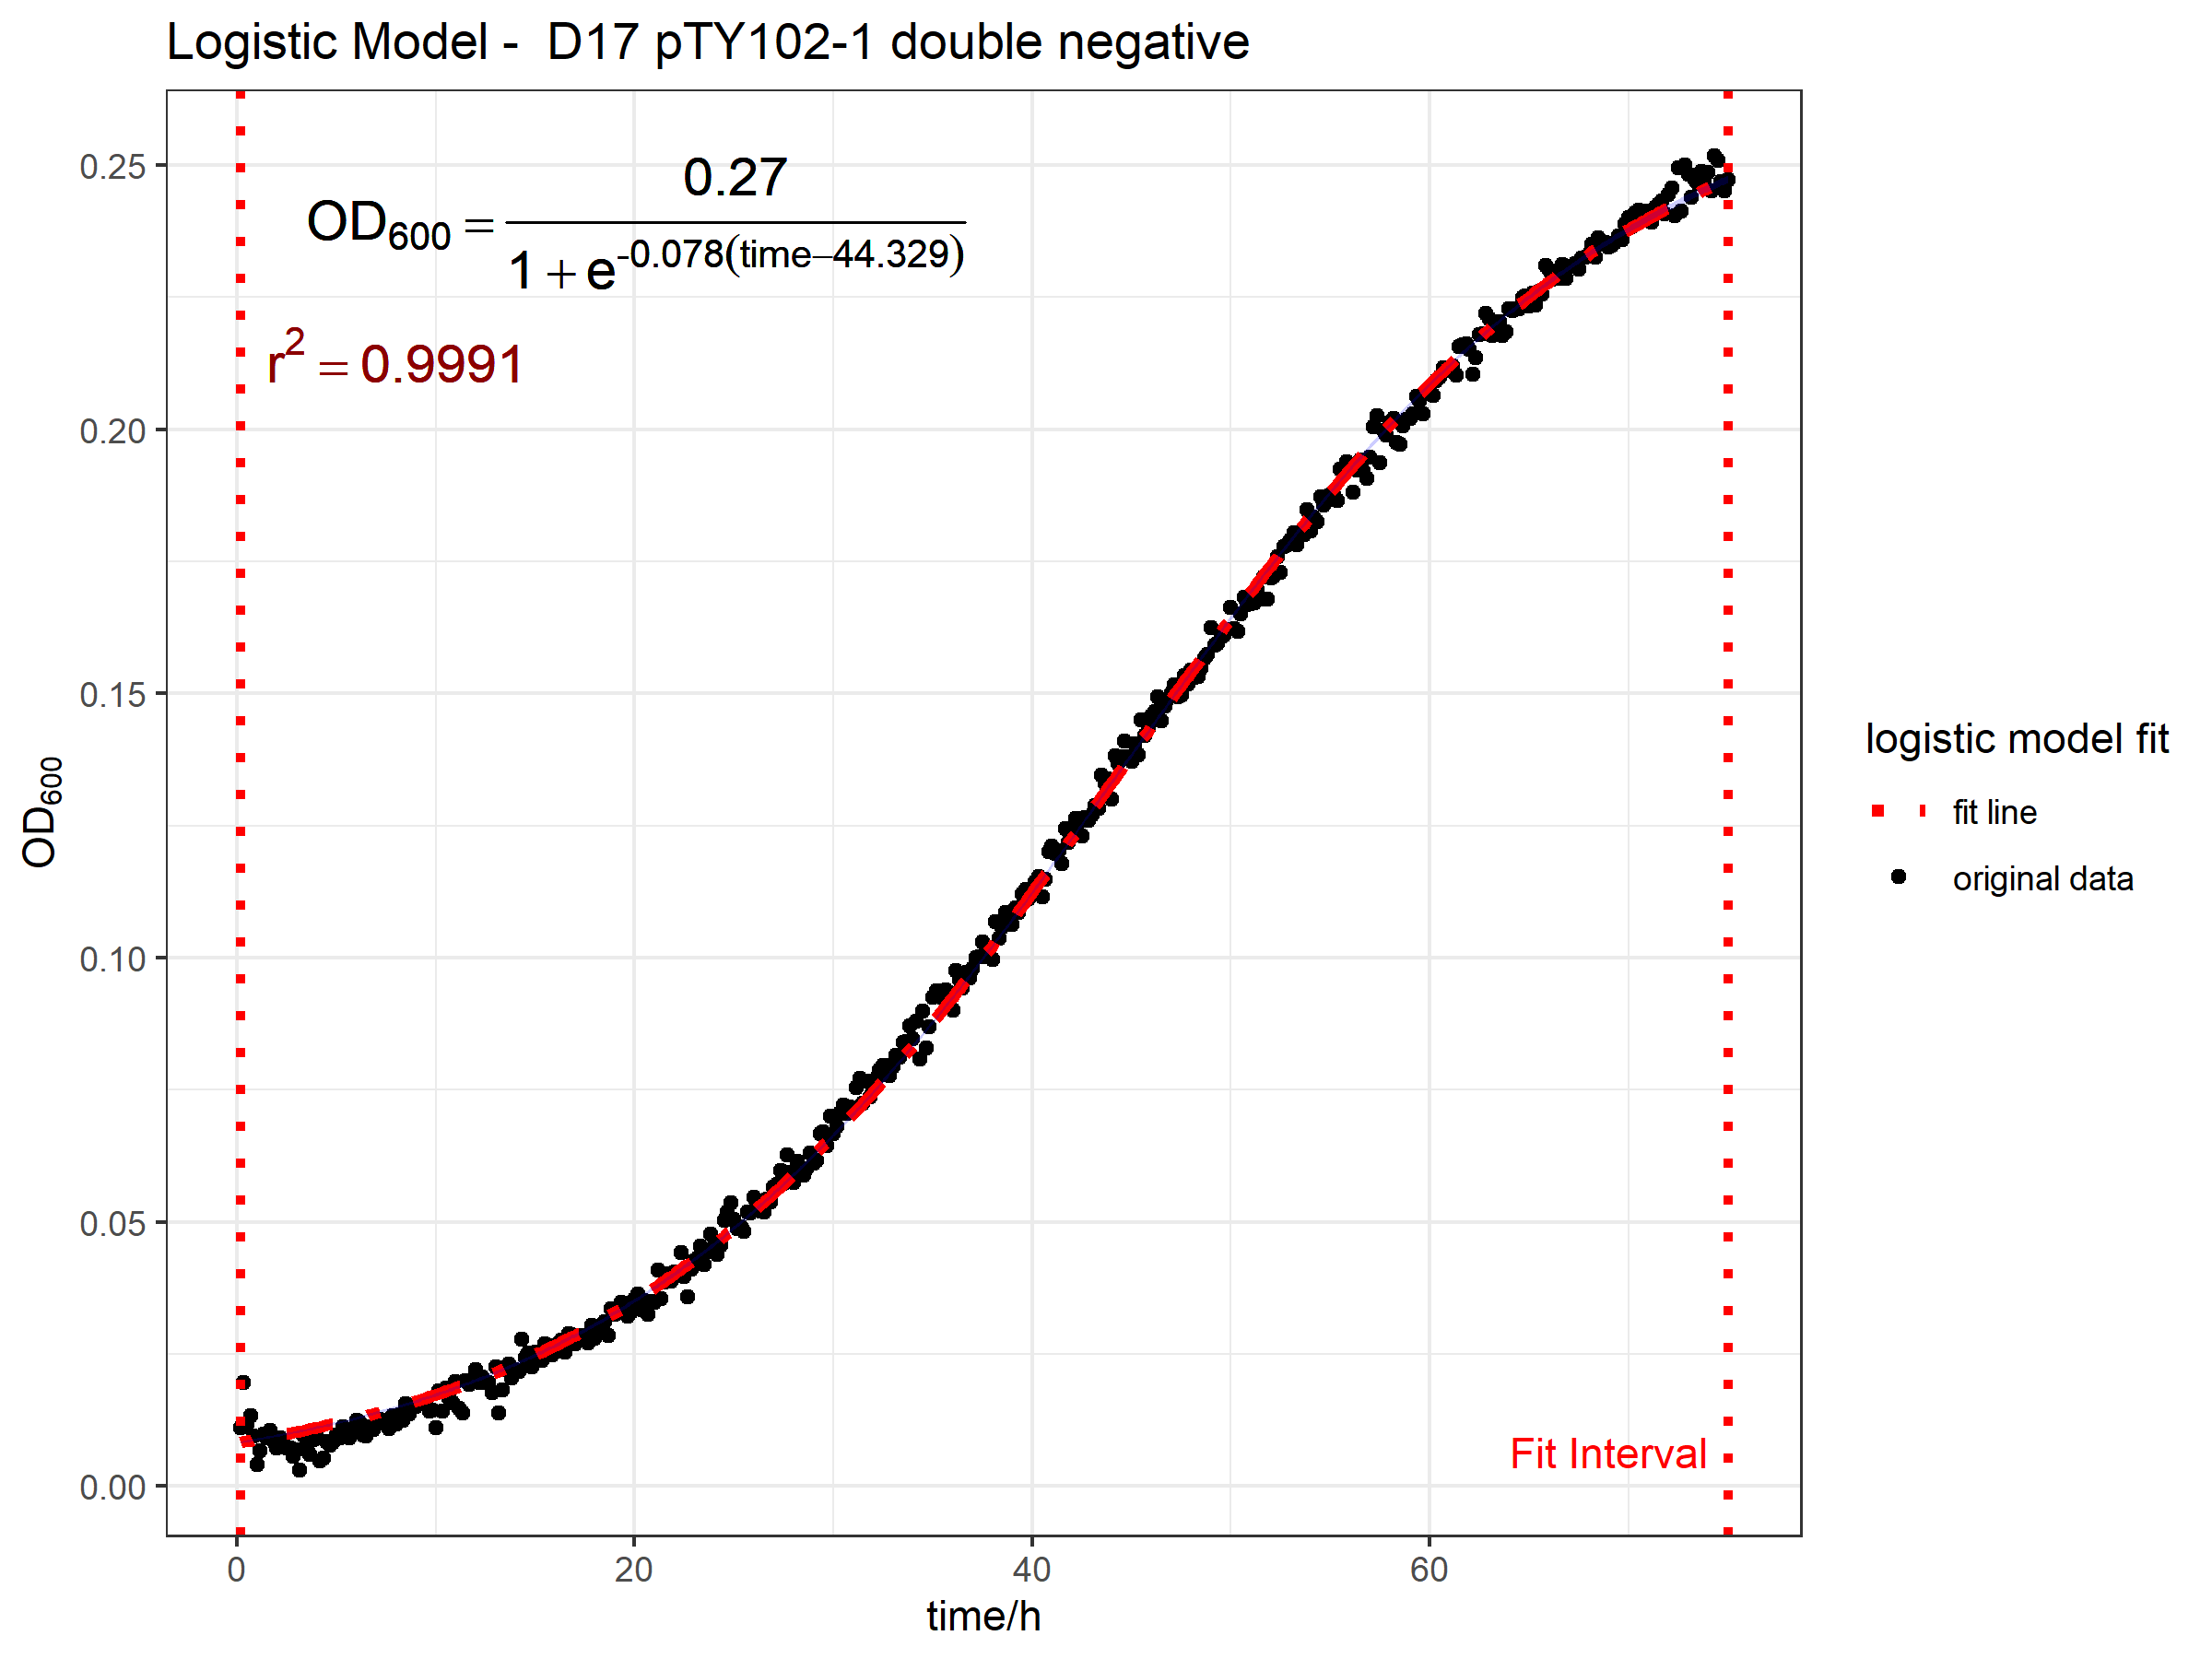 Logistic Model -  D17 pTY102-1 double negative
0.25
0.20
0.15
0.10
0.05
0.00
OD600
0.27
OD600 = 
1 + e-0.078(time–44.329)
r2 = 0.9991
logistic model fit
fit line
original data
Fit Interval
0 20 40 60
time/h